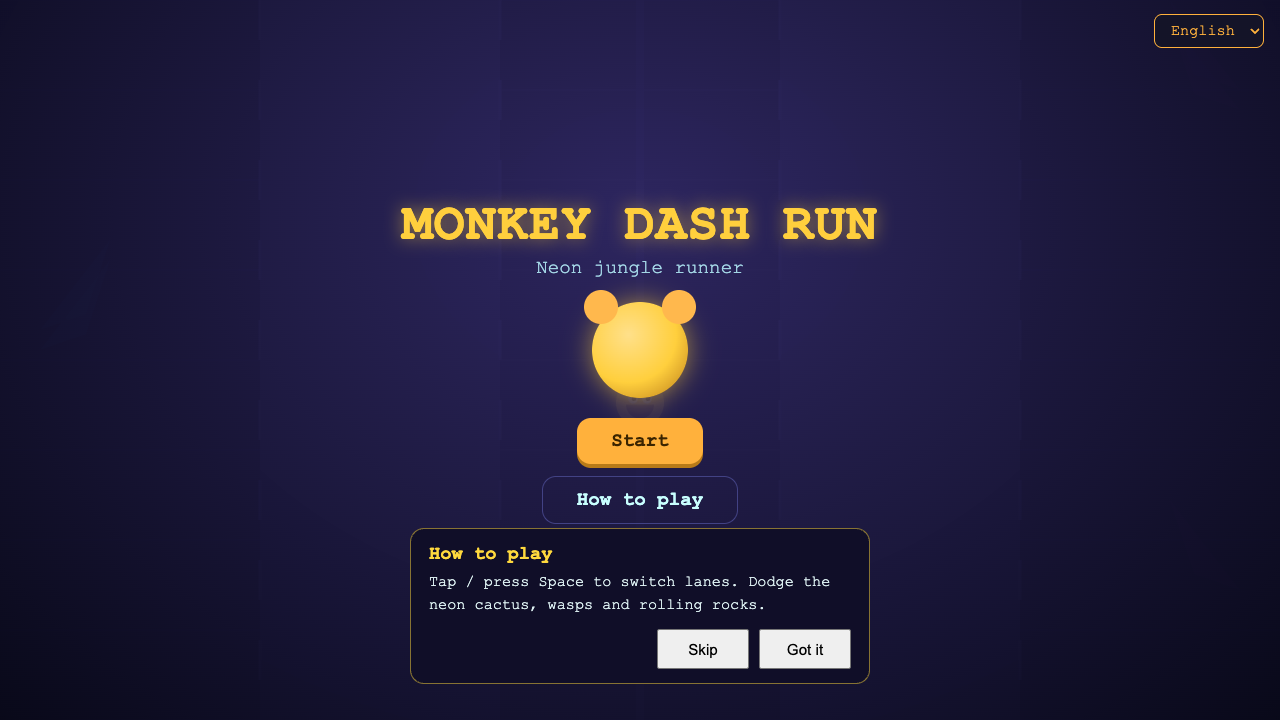 English
MONKEY DASH RUN
Neon jungle runner
Start
How to play
How to play
Tap / press Space to switch lanes. Dodge the
neon cactus, wasps and rolling rocks.
Skip
Got it